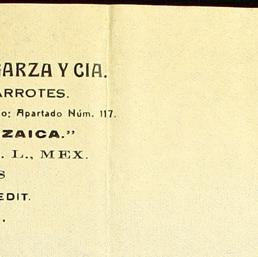 GARZA Y CIA.
ARROTES.
o; Apartado Núm. 117.
ZAICA."
. L., MEX.
S
EDIT.
.